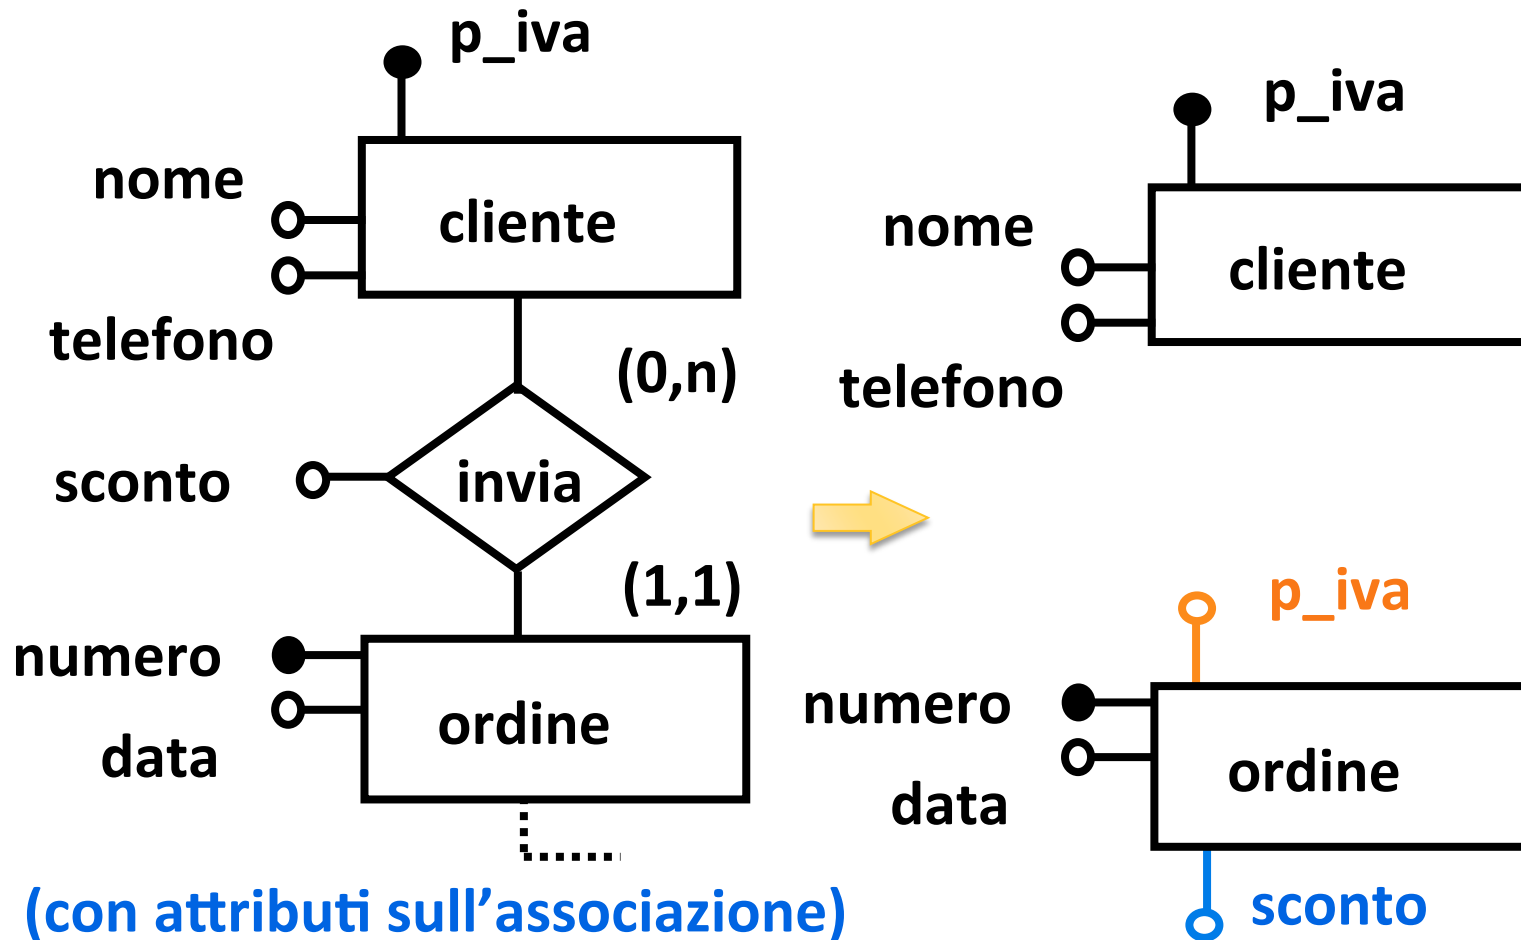 p_iva
nome
cliente
telefono
(0,n)
sconto
invia
(1,1)
numero
ordine
data
(con attributi sull’associazione)
p_iva
nome
cliente
telefono
p_iva
numero
ordine
data
sconto